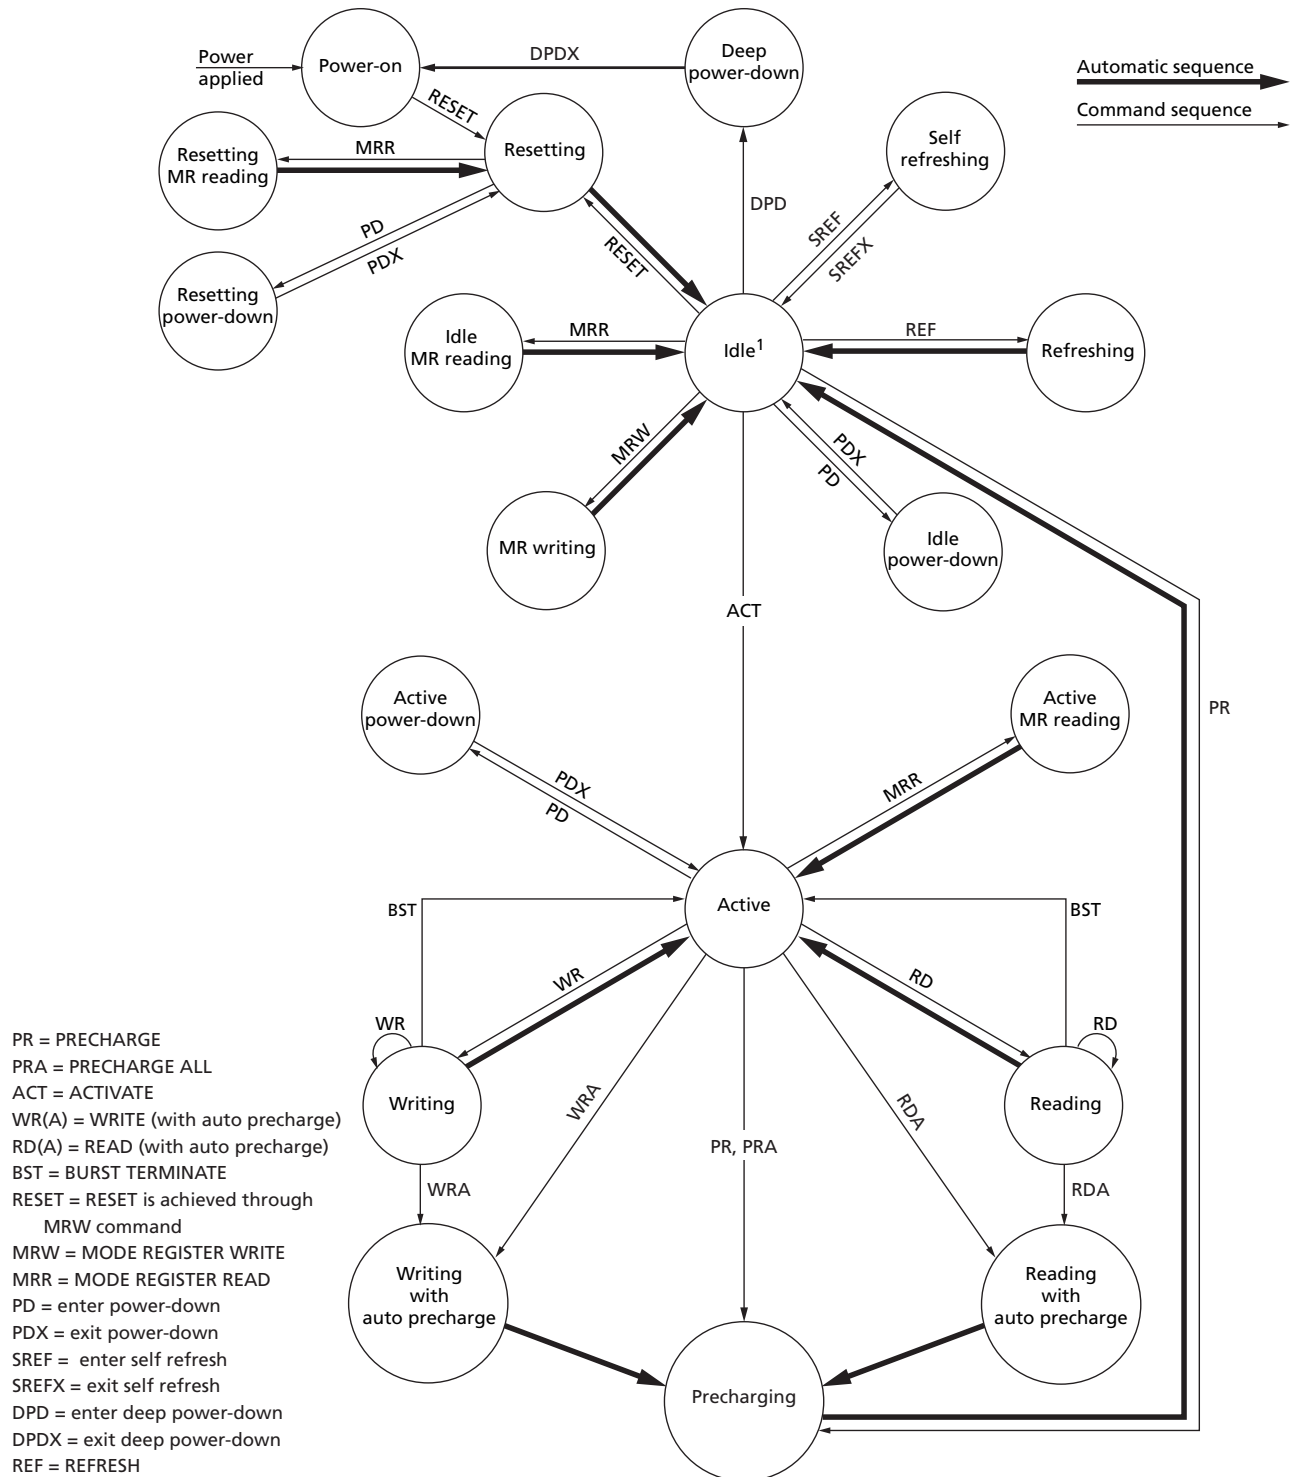 Power
applied
Power-on
DPDX
Deep
power-down
Automatic sequence
Command sequence
RESET
Resetting
MR reading
MRR
Resetting
Self
refreshing
PD
PDX
RESET
DPD
SREF
SREFX
Resetting
power-down
Idle
MR reading
MRR
Idle1
REF
Refreshing
MRW
PDX
PD
MR writing
Idle
power-down
ACT
Active
power-down
Active
MR reading
PR
PDX
PD
MRR
Active
BST
BST
WR
RD
WR
RD
Writing
Reading
WRA
RDA
PR, PRA
WRA
RDA
Writing
with
auto precharge
Reading
with
auto precharge
Precharging
PR = PRECHARGE
PRA = PRECHARGE ALL
ACT = ACTIVATE
WR(A) = WRITE (with auto precharge)
RD(A) = READ (with auto precharge)
BST = BURST TERMINATE
RESET = RESET is achieved through
MRW command
MRW = MODE REGISTER WRITE
MRR = MODE REGISTER READ
PD = enter power-down
PDX = exit power-down
SREF =  enter self refresh
SREFX = exit self refresh
DPD = enter deep power-down
DPDX = exit deep power-down
REF = REFRESH